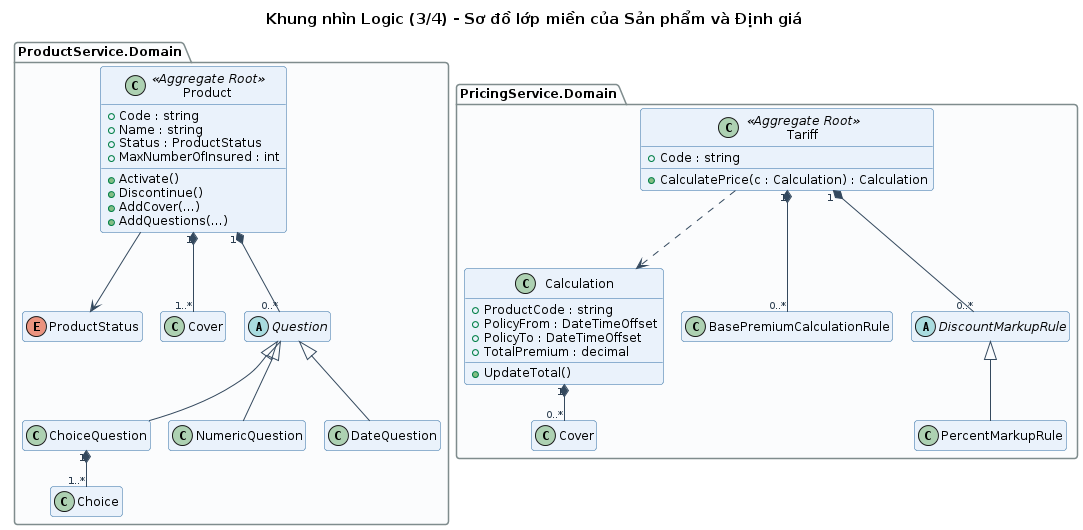 Khung nhìn Logic (3/4) - Sơ đồ lớp miền của Sản phẩm và Định giá
ProductService.Domain
C
«Aggregate Root»
Product
Code : string
Name : string
Status : ProductStatus
MaxNumberOfInsured : int
Activate()
Discontinue()
AddCover(...)
AddQuestions(...)
1
1
1..*
0..*
E ProductStatus
C Cover
A Question
C ChoiceQuestion
C NumericQuestion
C DateQuestion
1
1..*
C Choice
PricingService.Domain
C
«Aggregate Root»
Tariff
Code : string
CalculatePrice(c : Calculation) : Calculation
1
1
C Calculation
ProductCode : string
PolicyFrom : DateTimeOffset
PolicyTo : DateTimeOffset
TotalPremium : decimal
UpdateTotal()
0..*
0..*
C BasePremiumCalculationRule
A DiscountMarkupRule
1
0..*
C Cover
C PercentMarkupRule